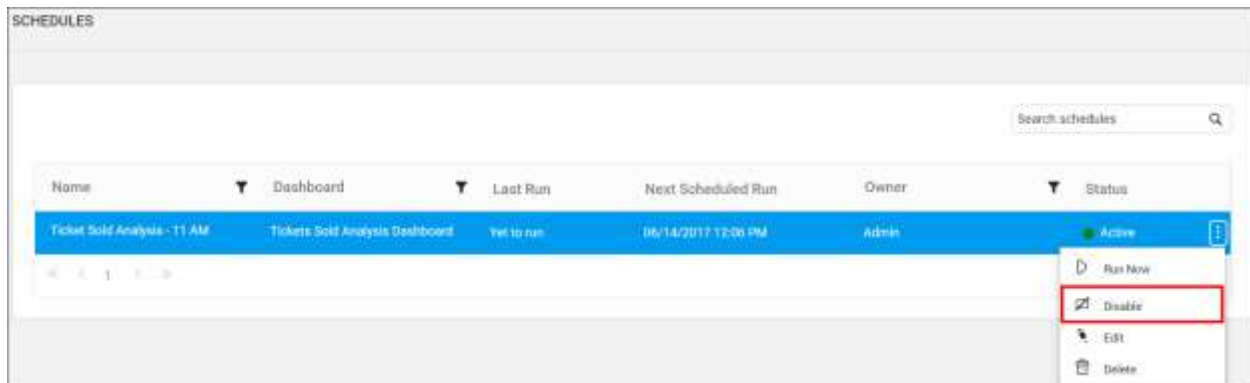 SCHEDULES
Search schedules
Name Dashboard Last Run Next Scheduled Run Owner Status
Ticket Sold Analysis - 11 AM Tickets Sold Analysis Dashboard Yet to run 06/14/2017 12:06 PM Admin Active
1
Run Now
Disable
Edit
Delete